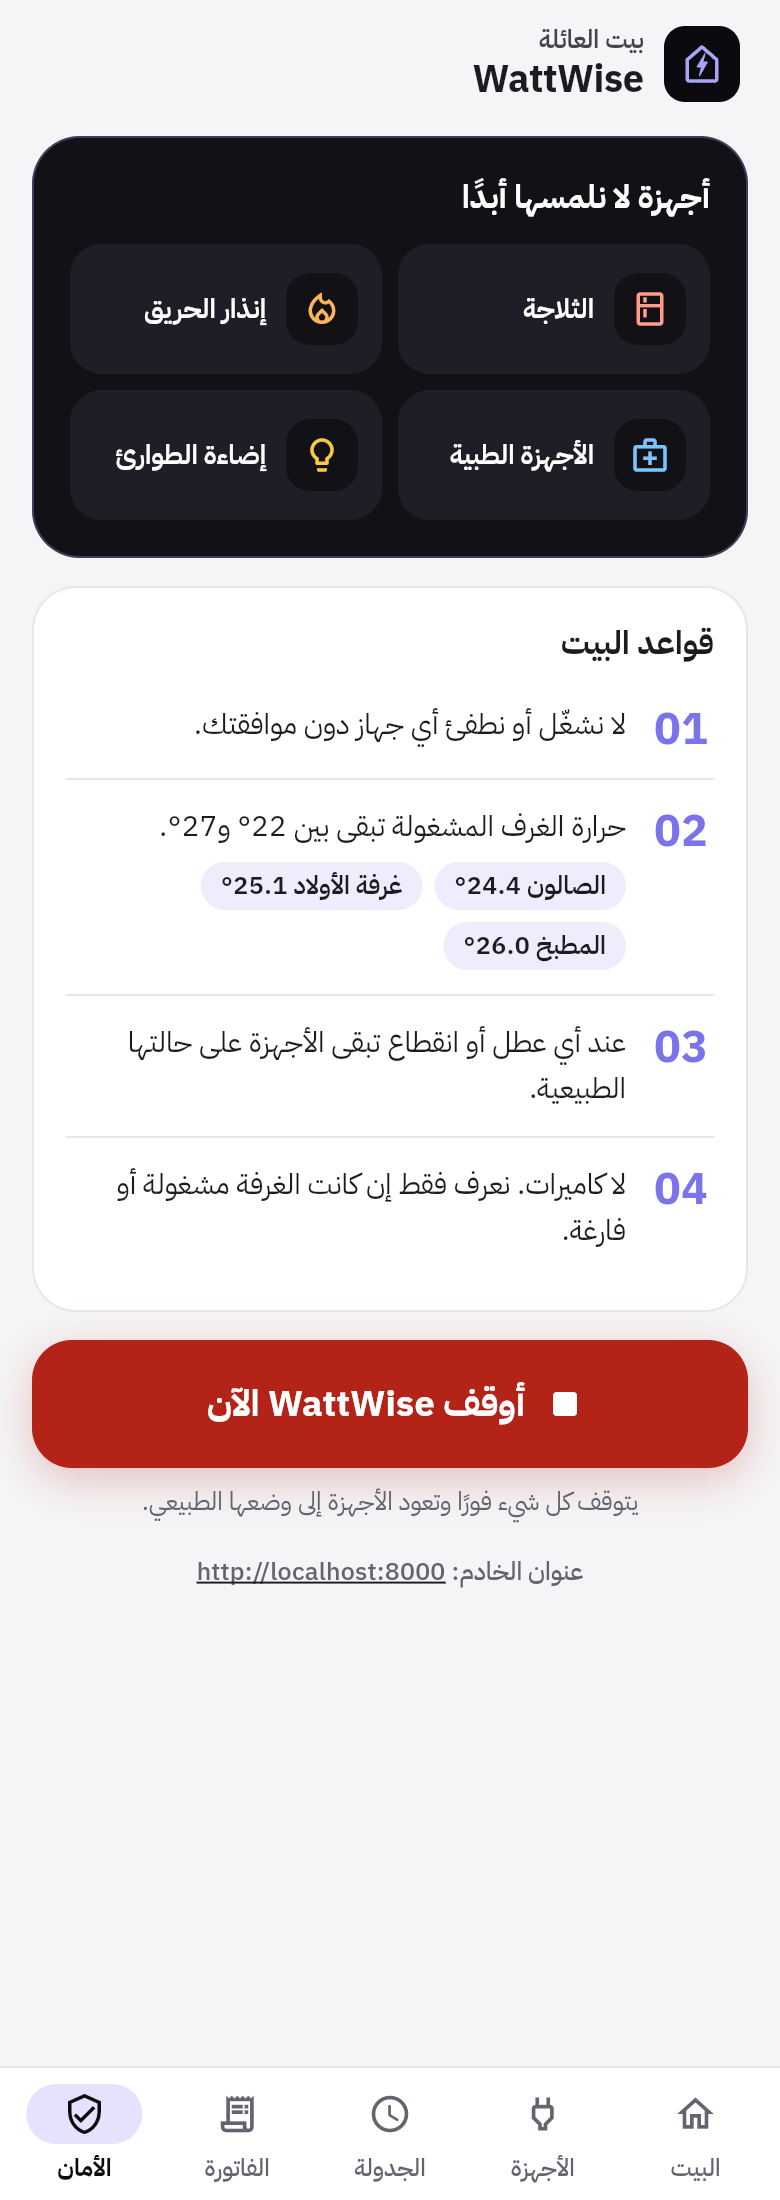 بيت العائلة
WattWise
أجهزة لا نلمسها أبدًا
الثلاجة
إنذار الحريق
الأجهزة الطبية
إضاءة الطوارئ
قواعد البيت
01 لا نشغّل أو نطفئ أي جهاز دون موافقتك.
02 حرارة الغرف المشغولة تبقى بين 22° و27°.
الصالون 24.4°
غرفة الأولاد 25.1°
المطبخ 26.0°
03 عند أي عطل أو انقطاع تبقى الأجهزة على حالتها
الطبيعية.
04 لا كاميرات. نعرف فقط إن كانت الغرفة مشغولة أو
فارغة.
أوقف WattWise الآن
يتوقف كل شيء فورًا وتعود الأجهزة إلى وضعها الطبيعي.
عنوان الخادم: http://localhost:8000
البيت
الأجهزة
الجدولة
الفاتورة
الأمان